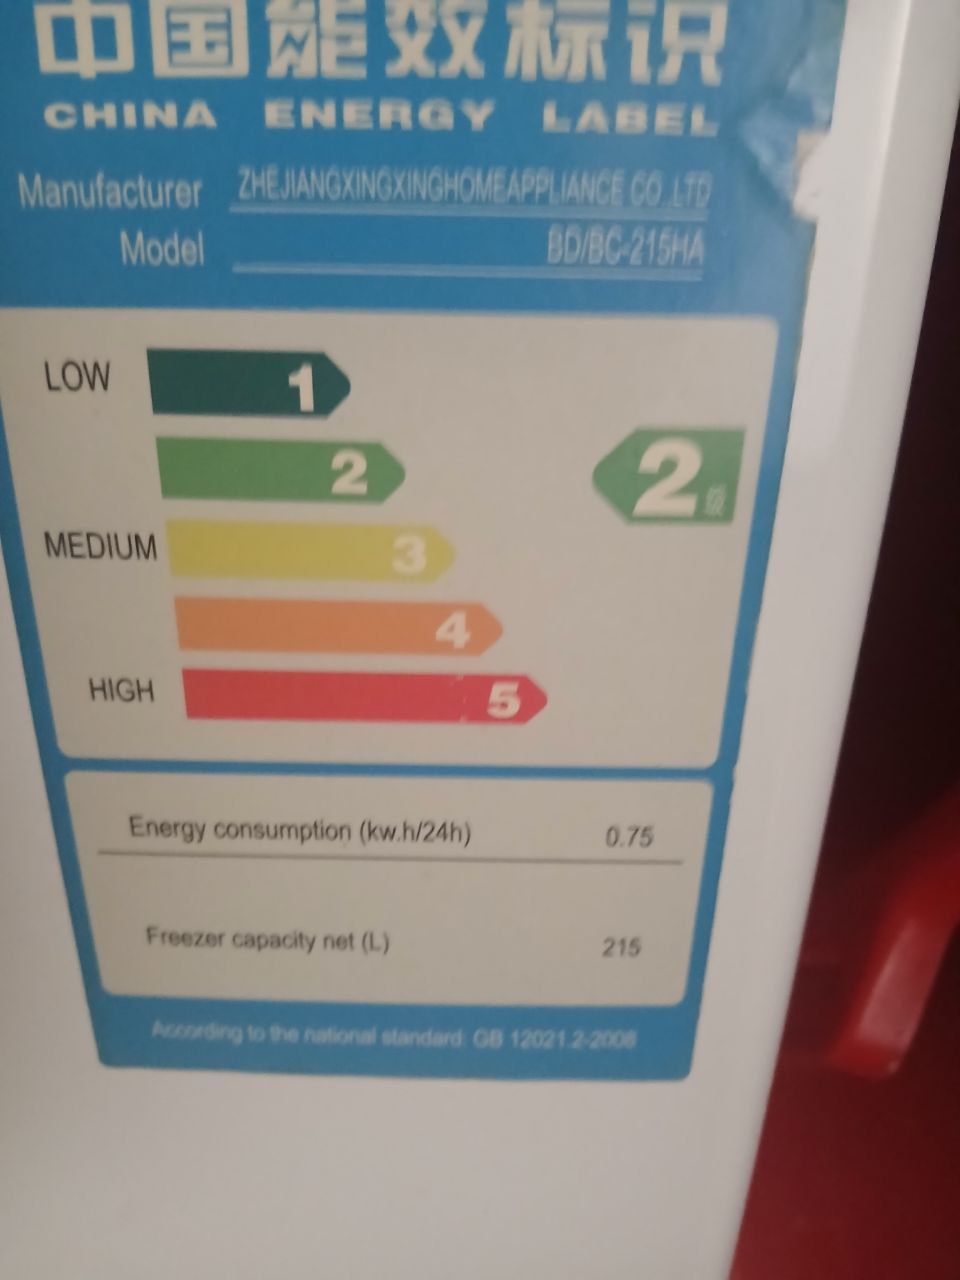 中国能效标识
CHINA ENERGY LABEL
Manufacturer ZHEJIANGXINGXINGHOMEAPPLIANCE CO.,LTD
Model BD/BC-215HA
LOW 1
2 2级
MEDIUM 3
4
HIGH 5
Energy consumption (kw.h/24h) 0.75
Freezer capacity net (L) 215
According to the national standard: GB 12021.2-2008